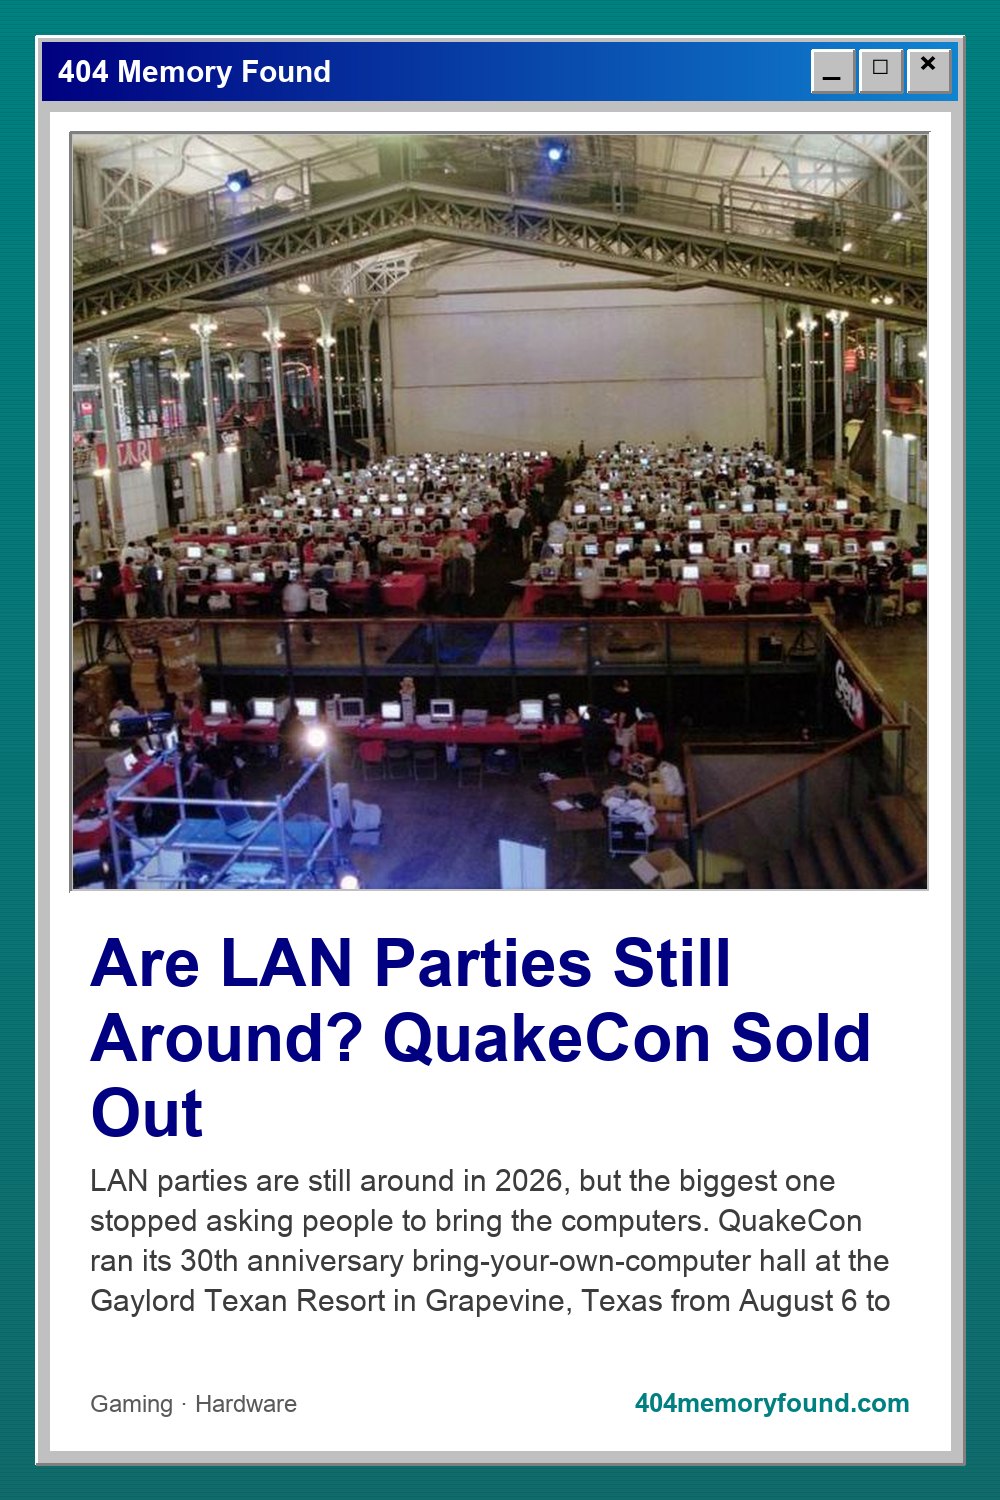 404 Memory Found
ATARI
Are LAN Parties Still
Around? QuakeCon Sold
Out
LAN parties are still around in 2026, but the biggest one
stopped asking people to bring the computers. QuakeCon
ran its 30th anniversary bring-your-own-computer hall at the
Gaylord Texan Resort in Grapevine, Texas from August 6 to
Gaming · Hardware
404memoryfound.com